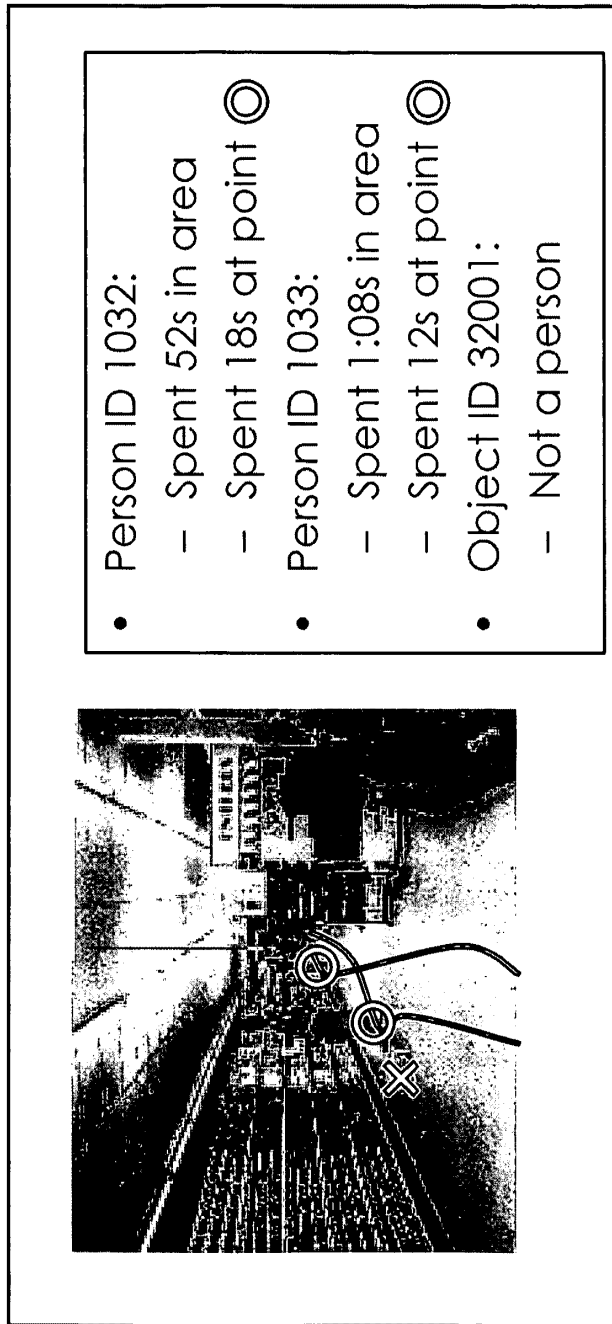 • Person ID 1032:
– Spent 52s in area
– Spent 18s at point
• Person ID 1033:
– Spent 1:08s in area
– Spent 12s at point
• Object ID 32001:
– Not a person